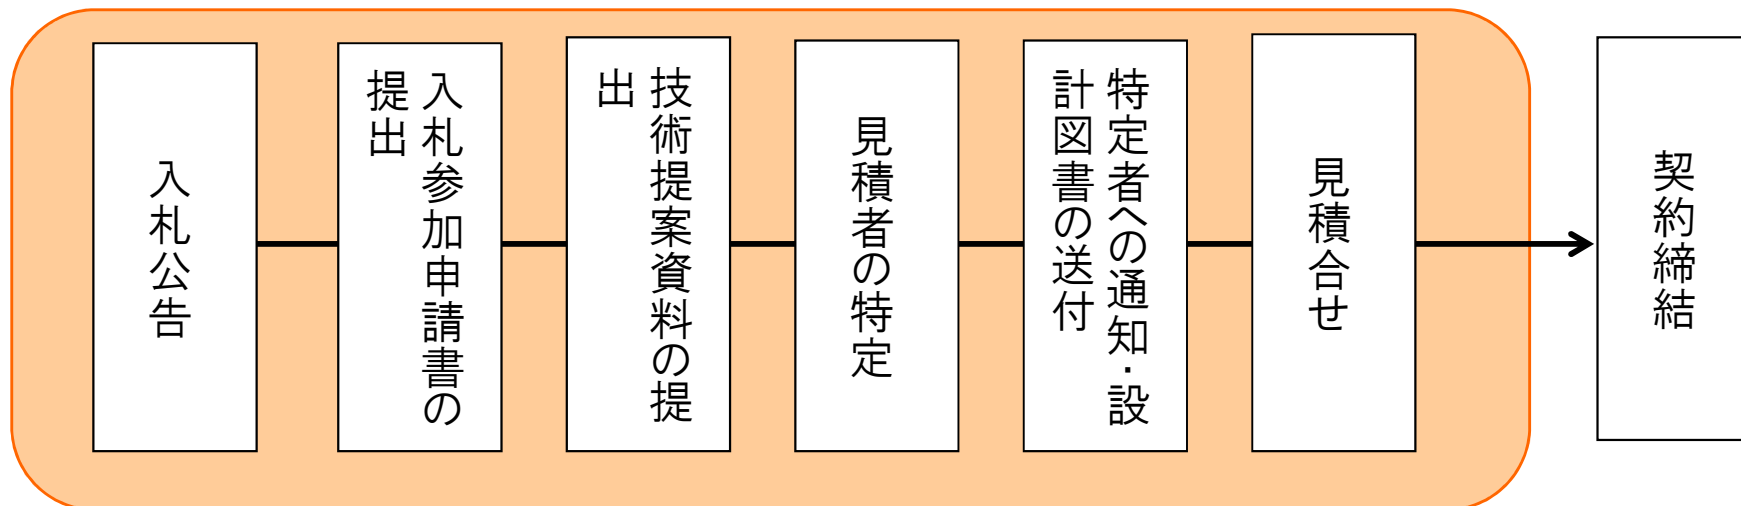 入札公告
入札参加申請書の
提出
技術提案資料の提
出
見積者の特定
特定者への通知・設
計図書の送付
見積合せ
契約締結